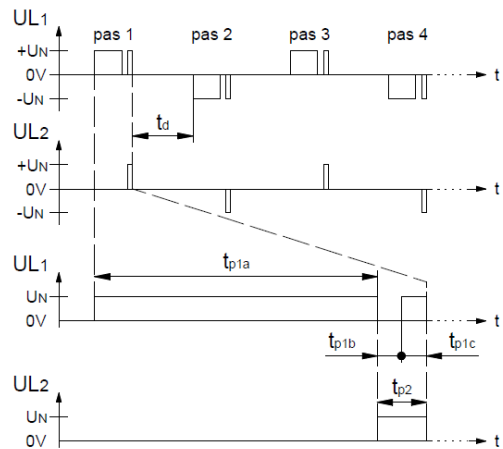 UL1
pas 1 pas 2 pas 3 pas 4
+UN
0V
-UN
t
td
UL2
+UN
0V
-UN
t
UL1
tp1a
UN
0V
t
tp1b tp1c
UL2
tp2
UN
0V
t